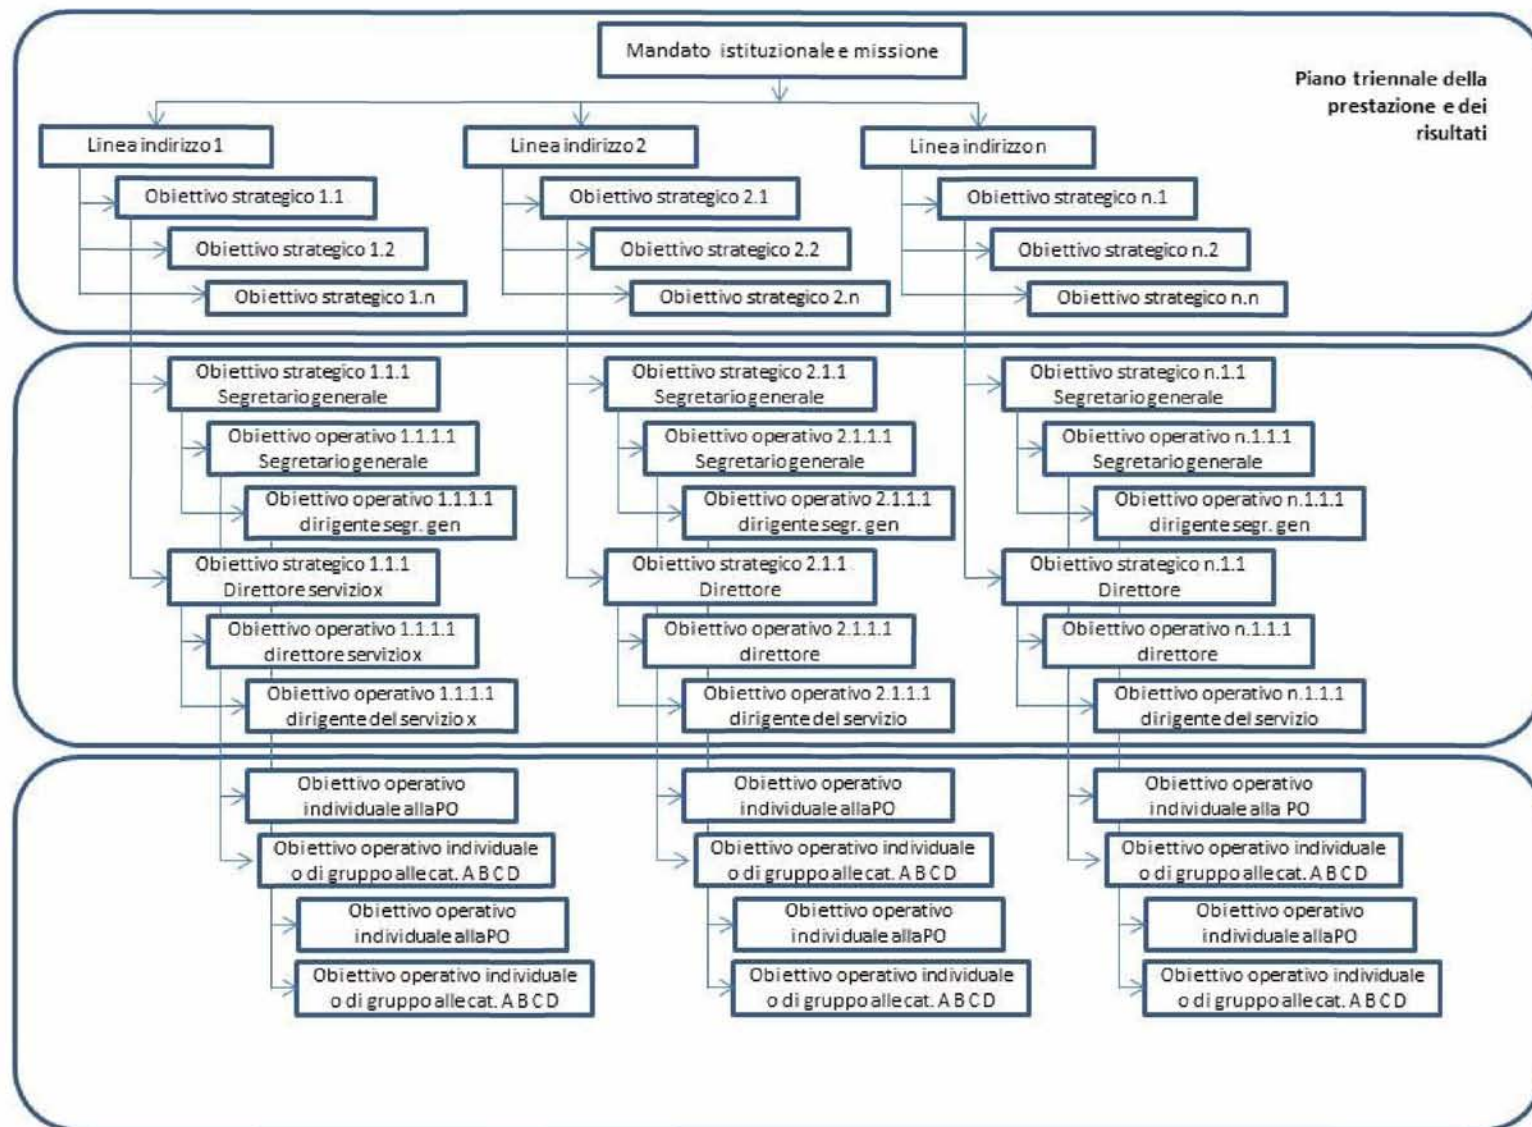 Mandato istituzionale e missione
Piano triennale della
prestazione e dei
risultati
Linea indirizzo 1
Linea indirizzo 2
Linea indirizzo n
Obiettivo strategico 1.1
Obiettivo strategico 2.1
Obiettivo strategico n.1
Obiettivo strategico 1.2
Obiettivo strategico 2.2
Obiettivo strategico n.2
Obiettivo strategico 1.n
Obiettivo strategico 2.n
Obiettivo strategico n.n
Obiettivo strategico 1.1.1
Segretario generale
Obiettivo strategico 2.1.1
Segretario generale
Obiettivo strategico n.1.1
Segretario generale
Obiettivo operativo 1.1.1.1
Segretario generale
Obiettivo operativo 2.1.1.1
Segretario generale
Obiettivo operativo n.1.1.1
Segretario generale
Obiettivo operativo 1.1.1.1
dirigente segr. gen
Obiettivo operativo 2.1.1.1
dirigente segr. gen
Obiettivo operativo n.1.1.1
dirigente segr. gen
Obiettivo strategico 1.1.1
Direttore servizio x
Obiettivo strategico 2.1.1
Direttore
Obiettivo strategico n.1.1
Direttore
Obiettivo operativo 1.1.1.1
direttore servizio x
Obiettivo operativo 2.1.1.1
direttore
Obiettivo operativo n.1.1.1
direttore
Obiettivo operativo 1.1.1.1
dirigente del servizio x
Obiettivo operativo 2.1.1.1
dirigente del servizio
Obiettivo operativo n.1.1.1
dirigente del servizio
Obiettivo operativo
individuale alla PO
Obiettivo operativo
individuale alla PO
Obiettivo operativo
individuale alla PO
Obiettivo operativo individuale
o di gruppo alle cat. A B C D
Obiettivo operativo individuale
o di gruppo alle cat. A B C D
Obiettivo operativo individuale
o di gruppo alle cat. A B C D
Obiettivo operativo
individuale alla PO
Obiettivo operativo
individuale alla PO
Obiettivo operativo
individuale alla PO
Obiettivo operativo individuale
o di gruppo alle cat. A B C D
Obiettivo operativo individuale
o di gruppo alle cat. A B C D
Obiettivo operativo individuale
o di gruppo alle cat. A B C D